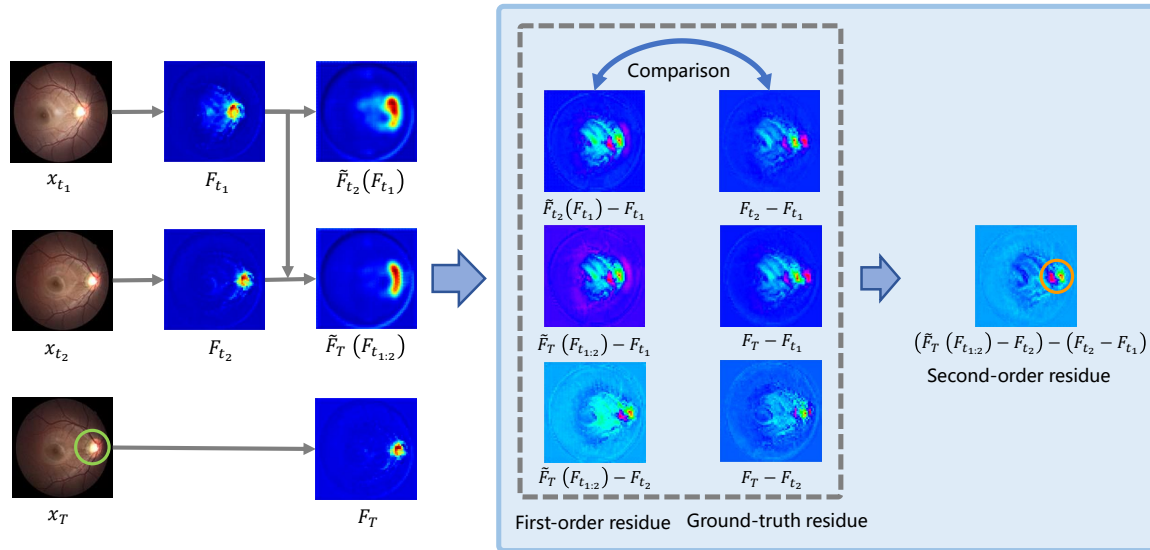 Comparison
$x_{t_1}$
$F_{t_1}$
$\tilde{F}_{t_2}(F_{t_1})$
$\tilde{F}_{t_2}(F_{t_1}) - F_{t_1}$
$F_{t_2} - F_{t_1}$
$x_{t_2}$
$F_{t_2}$
$\tilde{F}_T(F_{t_{1:2}})$
$\tilde{F}_T(F_{t_{1:2}}) - F_{t_1}$
$F_T - F_{t_1}$
$(\tilde{F}_T(F_{t_{1:2}}) - F_{t_2}) - (F_{t_2} - F_{t_1})$
Second-order residue
$x_T$
$F_T$
$\tilde{F}_T(F_{t_{1:2}}) - F_{t_2}$
$F_T - F_{t_2}$
First-order residue
Ground-truth residue